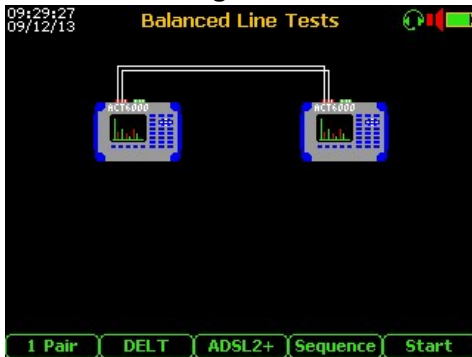 09:29:27
09/12/13
Balanced Line Tests
ACT6000
ACT6000
1 Pair
DELT
ADSL2+
Sequence
Start